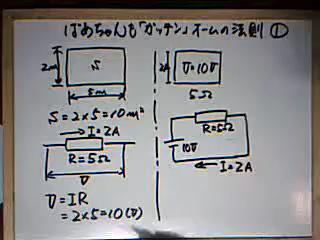 ばあちゃんも「ガッテン」オームの法則 ①
2m
S
5m
S = 2×5 = 10m²
I = 2A
R = 5Ω
V
V = IR
= 2×5 = 10(V)
2A
V = 10V
5Ω
R = 5Ω
10V
I = 2A